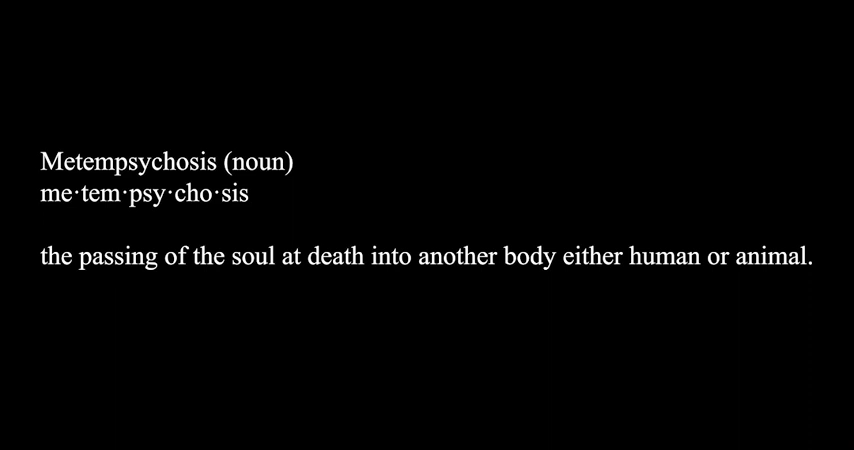 Metempsychosis (noun)
me·tem·psy·cho·sis
the passing of the soul at death into another body either human or animal.